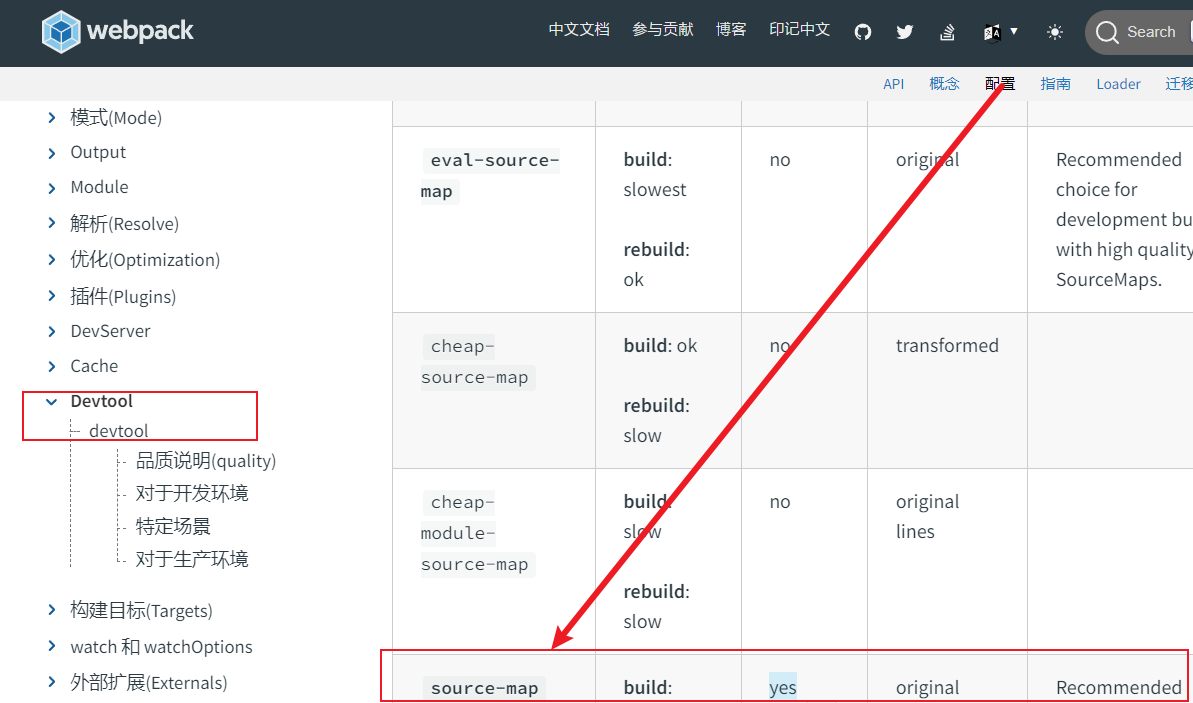 webpack
中文文档 参与贡献 博客 印记中文 Search
API 概念 配置 指南 Loader 迁移
模式(Mode)
Output
Module
解析(Resolve)
优化(Optimization)
插件(Plugins)
DevServer
Cache
Devtool
devtool
品质说明(quality)
对于开发环境
特定场景
对于生产环境
构建目标(Targets)
watch 和 watchOptions
外部扩展(Externals)
eval-source-
map
build:
slowest
rebuild:
ok
no
original
Recommended
choice for
development bu
with high quality
SourceMaps.
cheap-
source-map
build: ok
rebuild:
slow
no
transformed
cheap-
module-
source-map
build:
slow
rebuild:
slow
no
original
lines
source-map
build:
yes
original
Recommended